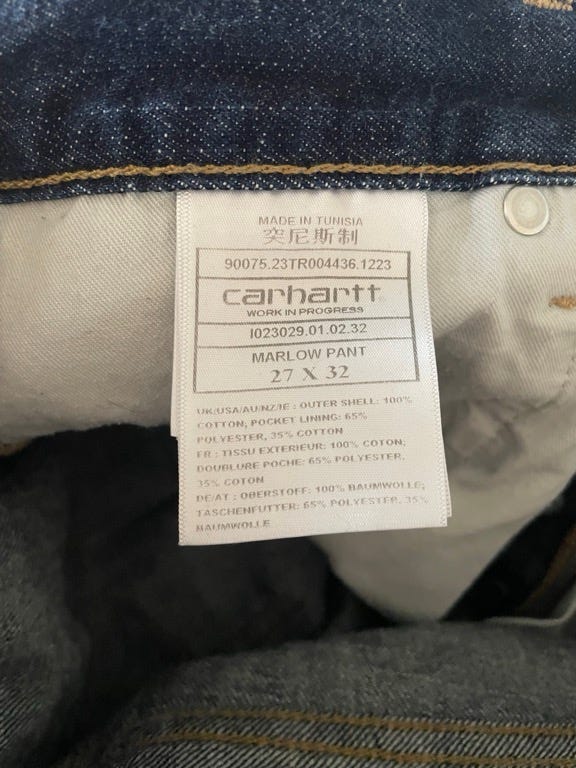 MADE IN TUNISIA
突尼斯制
90075.23TR004436.1223
carhartt
WORK IN PROGRESS
I023029.01.02.32
MARLOW PANT
27 X 32
UK/USA/AU/NZ/IE : OUTER SHELL: 100%
COTTON, POCKET LINING: 65%
POLYESTER, 35% COTTON
FR : TISSU EXTERIEUR: 100% COTON;
DOUBLURE POCHE: 65% POLYESTER,
35% COTON
DE/AT : OBERSTOFF: 100% BAUMWOLLE;
TASCHENFUTTER: 65% POLYESTER, 35%
BAUMWOLLE